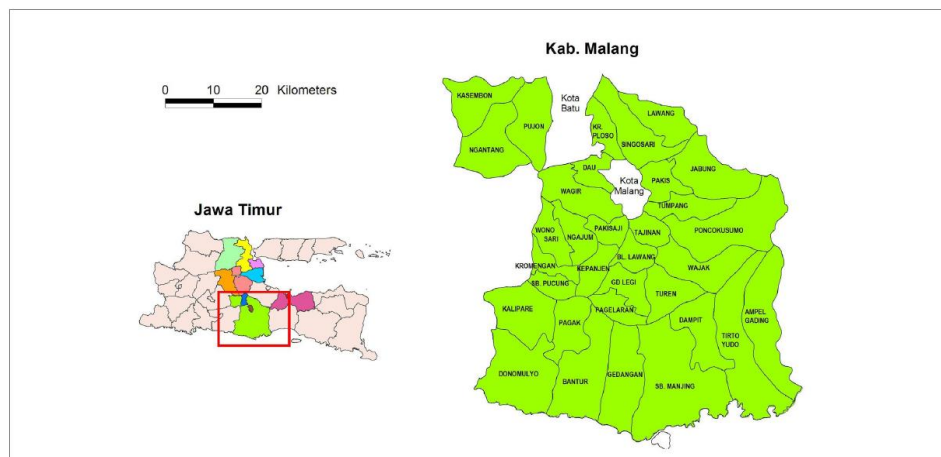 Kab. Malang
0 10 20 Kilometers
KASEMBON
Kota
Batu
PUJON
NGANTANG
LAWANG
KR.
PLOSO
SINGOSARI
DAU
JABUNG
Kota
Malang
PAKIS
WAGIR
TUMPANG
Jawa Timur
WONO
SARI
NGAJUM
PAKISAJI
TAJINAN
PONCOKUSUMO
KROMENGAN
KEPANJEN
BL. LAWANG
WAJAK
SB. PUCUNG
GD LEGI
TUREN
KALIPARE
PAGAK
PAGELARAN
DAMPIT
AMPEL
GADING
TIRTO
YUDO
DONOMULYO
BANTUR
GEDANGAN
SB. MANJING